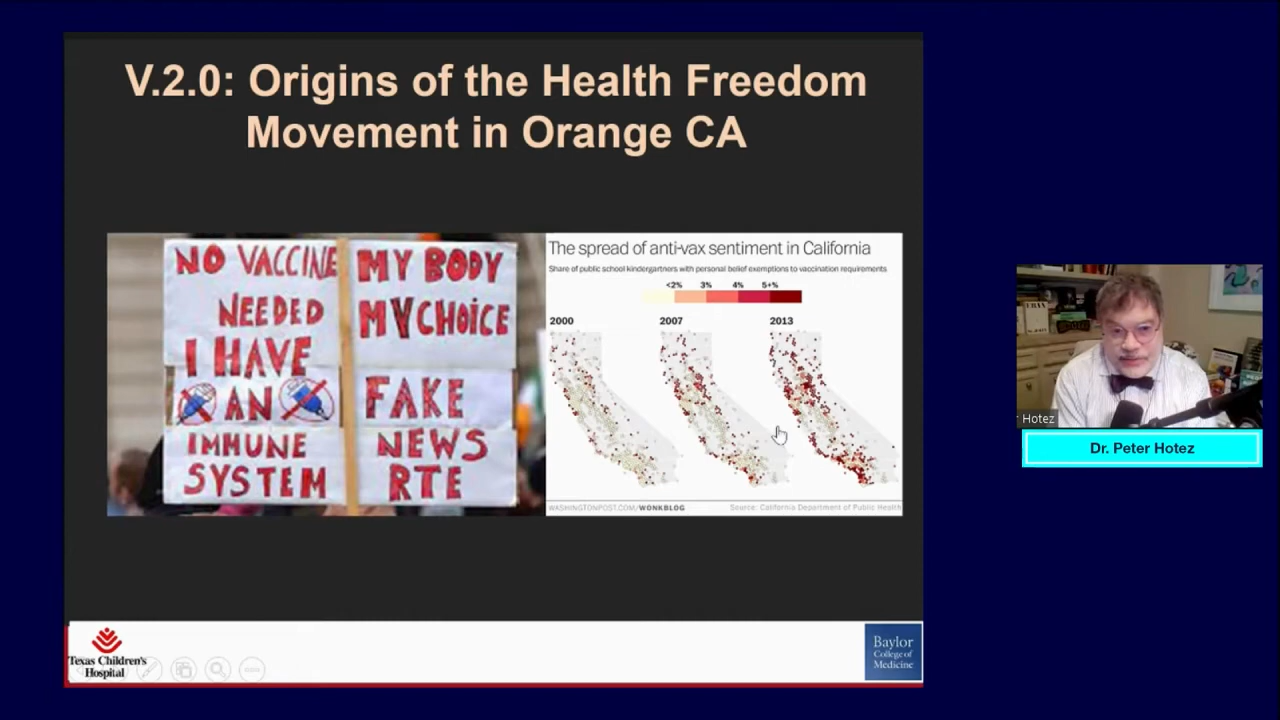 V.2.0: Origins of the Health Freedom
Movement in Orange CA
NO VACCINE
NEEDED
I HAVE
AN
IMMUNE
SYSTEM
MY BODY
MY CHOICE
FAKE
NEWS
RTE
The spread of anti-vax sentiment in California
Share of public school kindergartners with personal belief exemptions to vaccination requirements
<2% 3% 4% 5+%
2000 2007 2013
WASHINGTONPOST.COM/WONKBLOG Source: California Department of Public Health
Texas Children's
Hospital
Baylor
College of
Medicine
r Hotez
Dr. Peter Hotez